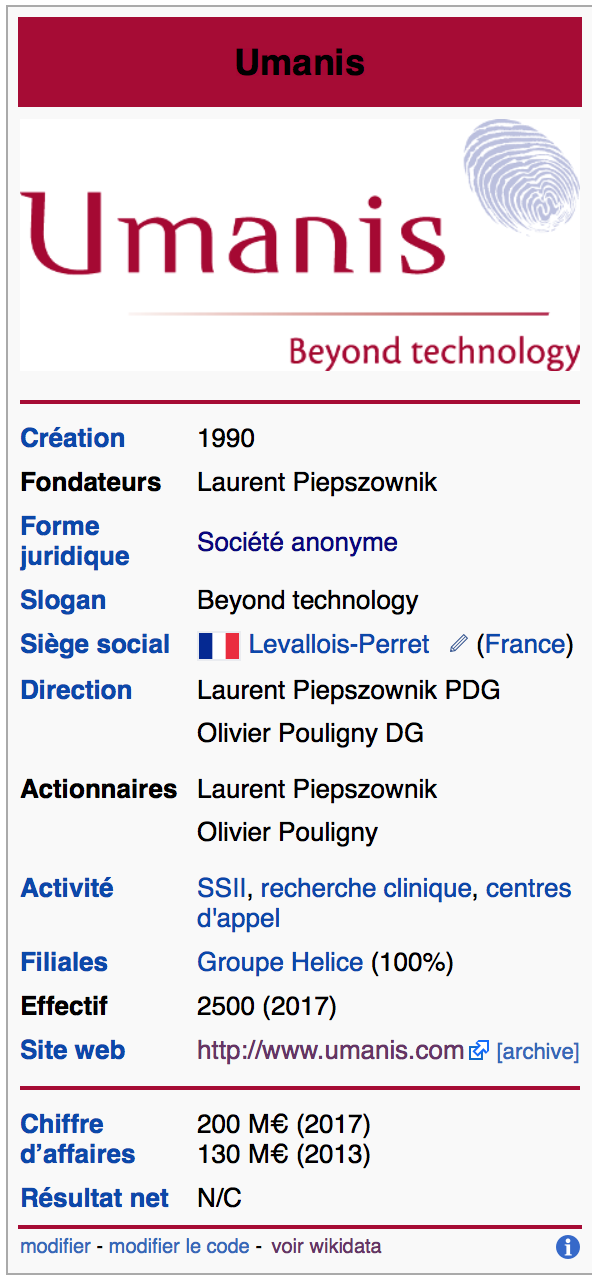 Umanis
Umanis
Beyond technology
Création 1990
Fondateurs Laurent Piepszownik
Forme
juridique Société anonyme
Slogan Beyond technology
Siège social Levallois-Perret (France)
Direction Laurent Piepszownik PDG
Olivier Pouligny DG
Actionnaires Laurent Piepszownik
Olivier Pouligny
Activité SSII, recherche clinique, centres
d'appel
Filiales Groupe Helice (100%)
Effectif 2500 (2017)
Site web http://www.umanis.com [archive]
Chiffre 200 M€ (2017)
d’affaires 130 M€ (2013)
Résultat net N/C
modifier - modifier le code - voir wikidata